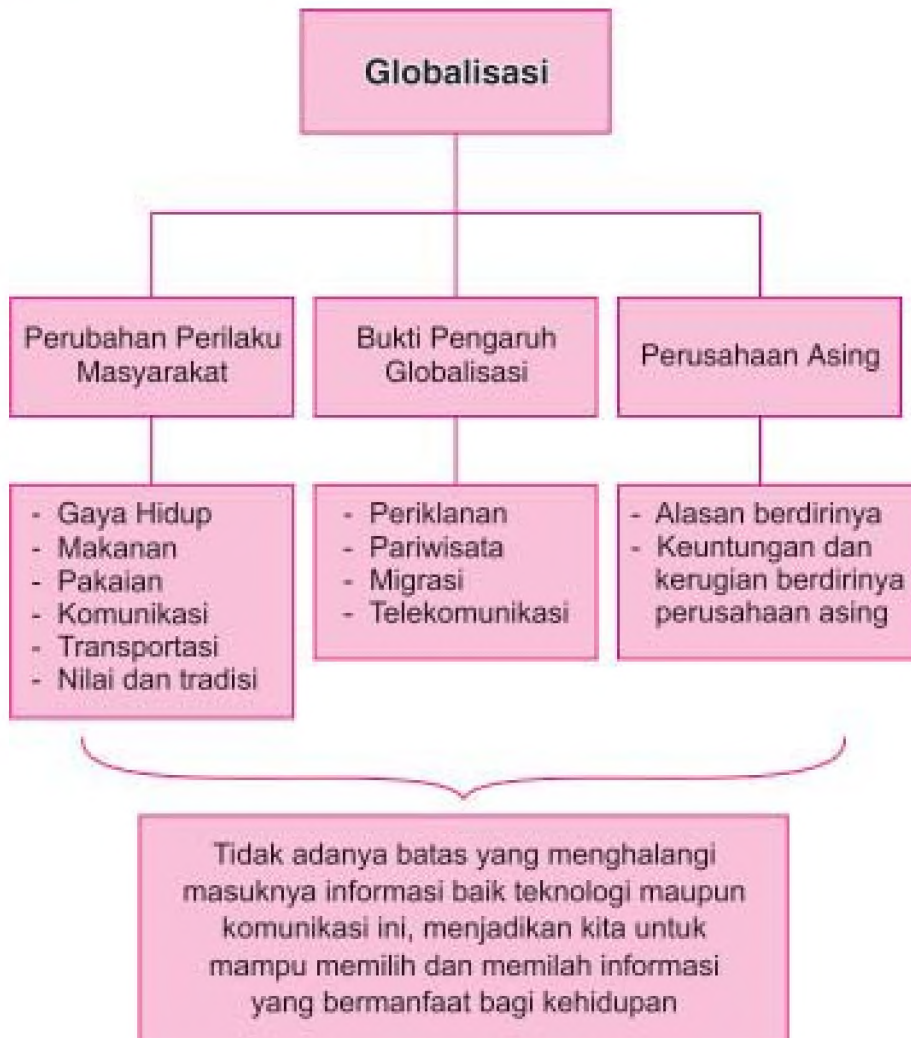 Globalisasi
Perubahan Perilaku
Masyarakat
Bukti Pengaruh
Globalisasi
Perusahaan Asing
- Gaya Hidup
- Makanan
- Pakaian
- Komunikasi
- Transportasi
- Nilai dan tradisi
- Periklanan
- Pariwisata
- Migrasi
- Telekomunikasi
- Alasan berdirinya
- Keuntungan dan
kerugian berdirinya
perusahaan asing
Tidak adanya batas yang menghalangi
masuknya informasi baik teknologi maupun
komunikasi ini, menjadikan kita untuk
mampu memilih dan memilah informasi
yang bermanfaat bagi kehidupan